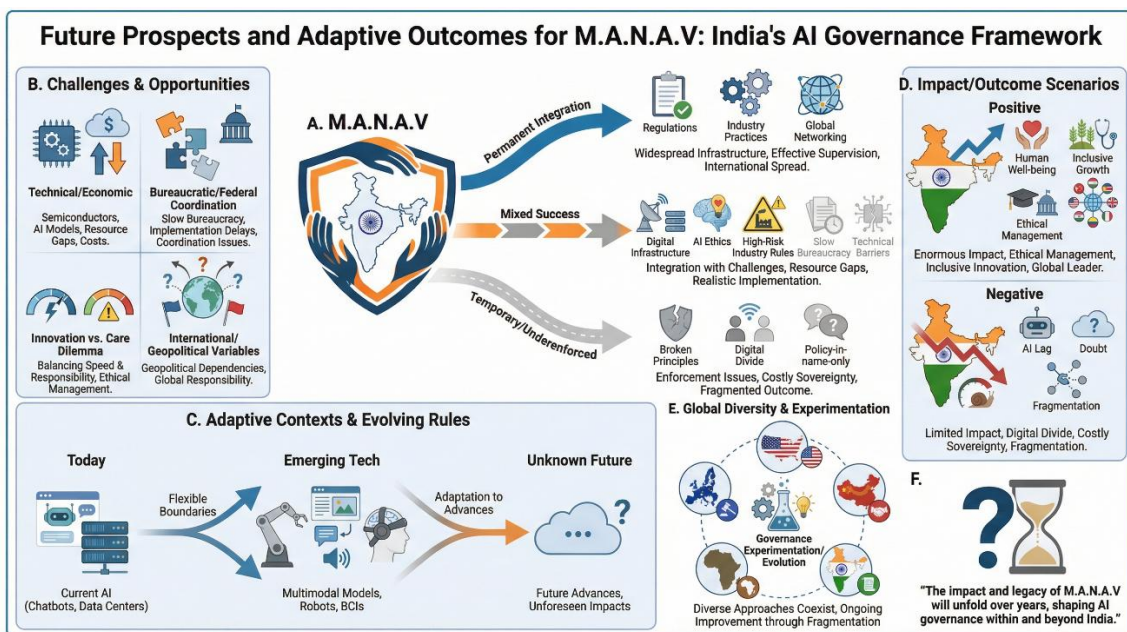 Future Prospects and Adaptive Outcomes for M.A.N.A.V: India's AI Governance Framework
B. Challenges & Opportunities
$
Technical/Economic
Semiconductors,
AI Models, Resource
Gaps, Costs.
Bureaucratic/Federal
Coordination
Slow Bureaucracy,
Implementation Delays,
Coordination Issues.
Innovation vs. Care
Dilemma
Balancing Speed &
Responsibility, Ethical
Management.
? ?
International/
Geopolitical Variables
Geopolitical Dependencies,
Global Responsibility.
A. M.A.N.A.V
Permanent Integration
Regulations
Industry
Practices
Global
Networking
Widespread Infrastructure, Effective Supervision,
International Spread.
Mixed Success
Digital
Infrastructure
AI Ethics
High-Risk
Industry Rules
Slow
Bureaucracy
Technical
Barriers
Integration with Challenges, Resource Gaps,
Realistic Implementation.
Temporary/Underenforced
Broken
Principles
Digital
Divide
??
Policy-in-
name-only
Enforcement Issues, Costly Sovereignty,
Fragmented Outcome.
D. Impact/Outcome Scenarios
Positive
Human
Well-being
Inclusive
Growth
Ethical
Management
Enormous Impact, Ethical Management,
Inclusive Innovation, Global Leader.
Negative
AI Lag
?
Doubt
Fragmentation
Limited Impact, Digital Divide, Costly
Sovereignty, Fragmentation.
C. Adaptive Contexts & Evolving Rules
Today
Current AI
(Chatbots, Data Centers)
Flexible
Boundaries
Emerging Tech
Multimodal Models,
Robots, BCIs
Adaptation to
Advances
Unknown Future
?
Future Advances,
Unforeseen Impacts
E. Global Diversity & Experimentation
Governance
Experimentation/
Evolution
Diverse Approaches Coexist, Ongoing
Improvement through Fragmentation
F.
?
"The impact and legacy of M.A.N.A.V
will unfold over years, shaping AI
governance within and beyond India."